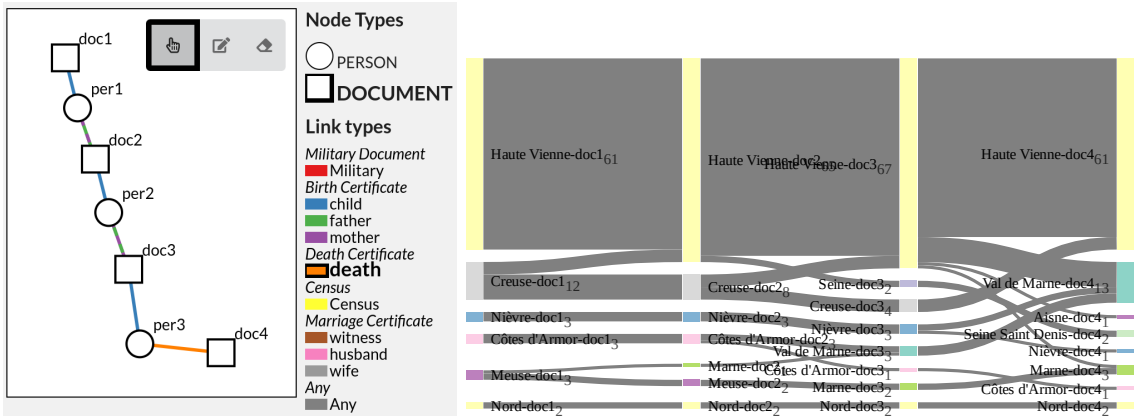 doc1
per1
doc2
per2
doc3
per3
doc4
Node Types
PERSON
DOCUMENT
Link types
Military Document
Military
Birth Certificate
child
father
mother
Death Certificate
death
Census
Census
Marriage Certificate
witness
husband
wife
Any
Any
Haute Vienne-doc1 61
Creuse-doc1 12
Nièvre-doc1 3
Côtes d'Armor-doc1 3
Meuse-doc1 3
Nord-doc1 2
Haute Vienne-doc2
Creuse-doc2 8
Nièvre-doc2 3
Côtes d'Armor-doc2
Marne-doc2
Meuse-doc2 2
Nord-doc2 2
Haute Vienne-doc3 67
Seine-doc3 2
Creuse-doc3 4
Nièvre-doc3 3
Val de Marne-doc3 3
Côtes d'Armor-doc3 1
Marne-doc3 2
Nord-doc3 2
Haute Vienne-doc4 61
Val de Marne-doc4 13
Aisne-doc4 1
Seine Saint Denis-doc4 2
Nièvre-doc4 1
Marne-doc4 3
Côtes d'Armor-doc4 1
Nord-doc4 2